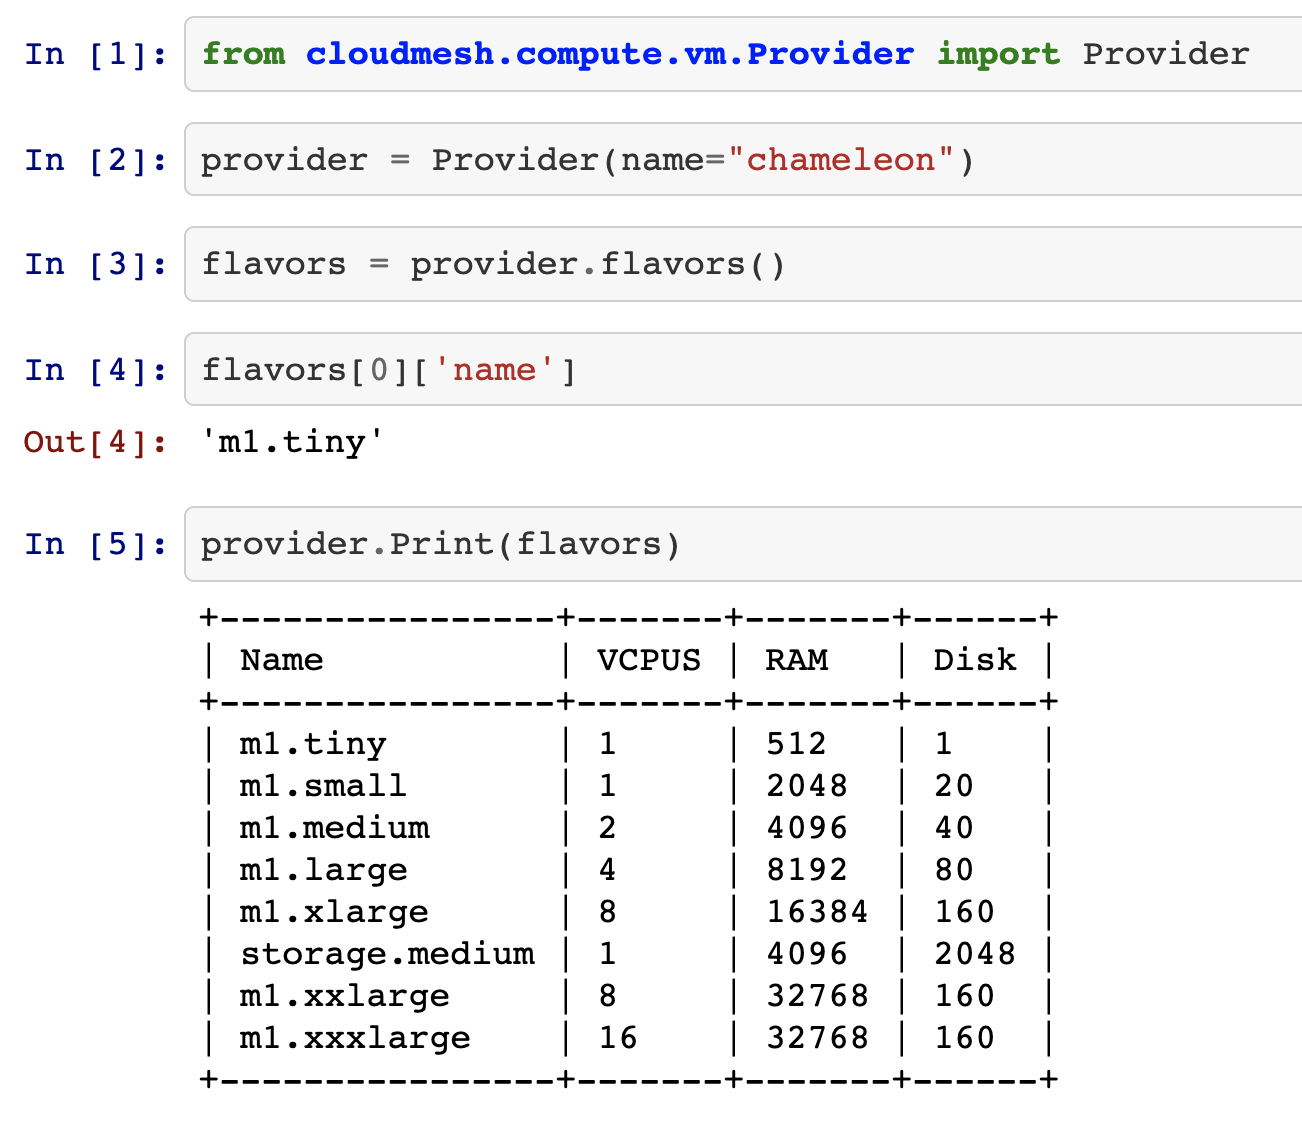 In [1]: from cloudmesh.compute.vm.Provider import Provider
In [2]: provider = Provider(name="chameleon")
In [3]: flavors = provider.flavors()
In [4]: flavors[0]['name']
Out[4]: 'm1.tiny'
In [5]: provider.Print(flavors)
+----------------+-------+-------+------+
| Name           | VCPUS | RAM   | Disk |
+----------------+-------+-------+------+
| m1.tiny        | 1     | 512   | 1    |
| m1.small       | 1     | 2048  | 20   |
| m1.medium      | 2     | 4096  | 40   |
| m1.large       | 4     | 8192  | 80   |
| m1.xlarge      | 8     | 16384 | 160  |
| storage.medium | 1     | 4096  | 2048 |
| m1.xxlarge     | 8     | 32768 | 160  |
| m1.xxxlarge    | 16    | 32768 | 160  |
+----------------+-------+-------+------+